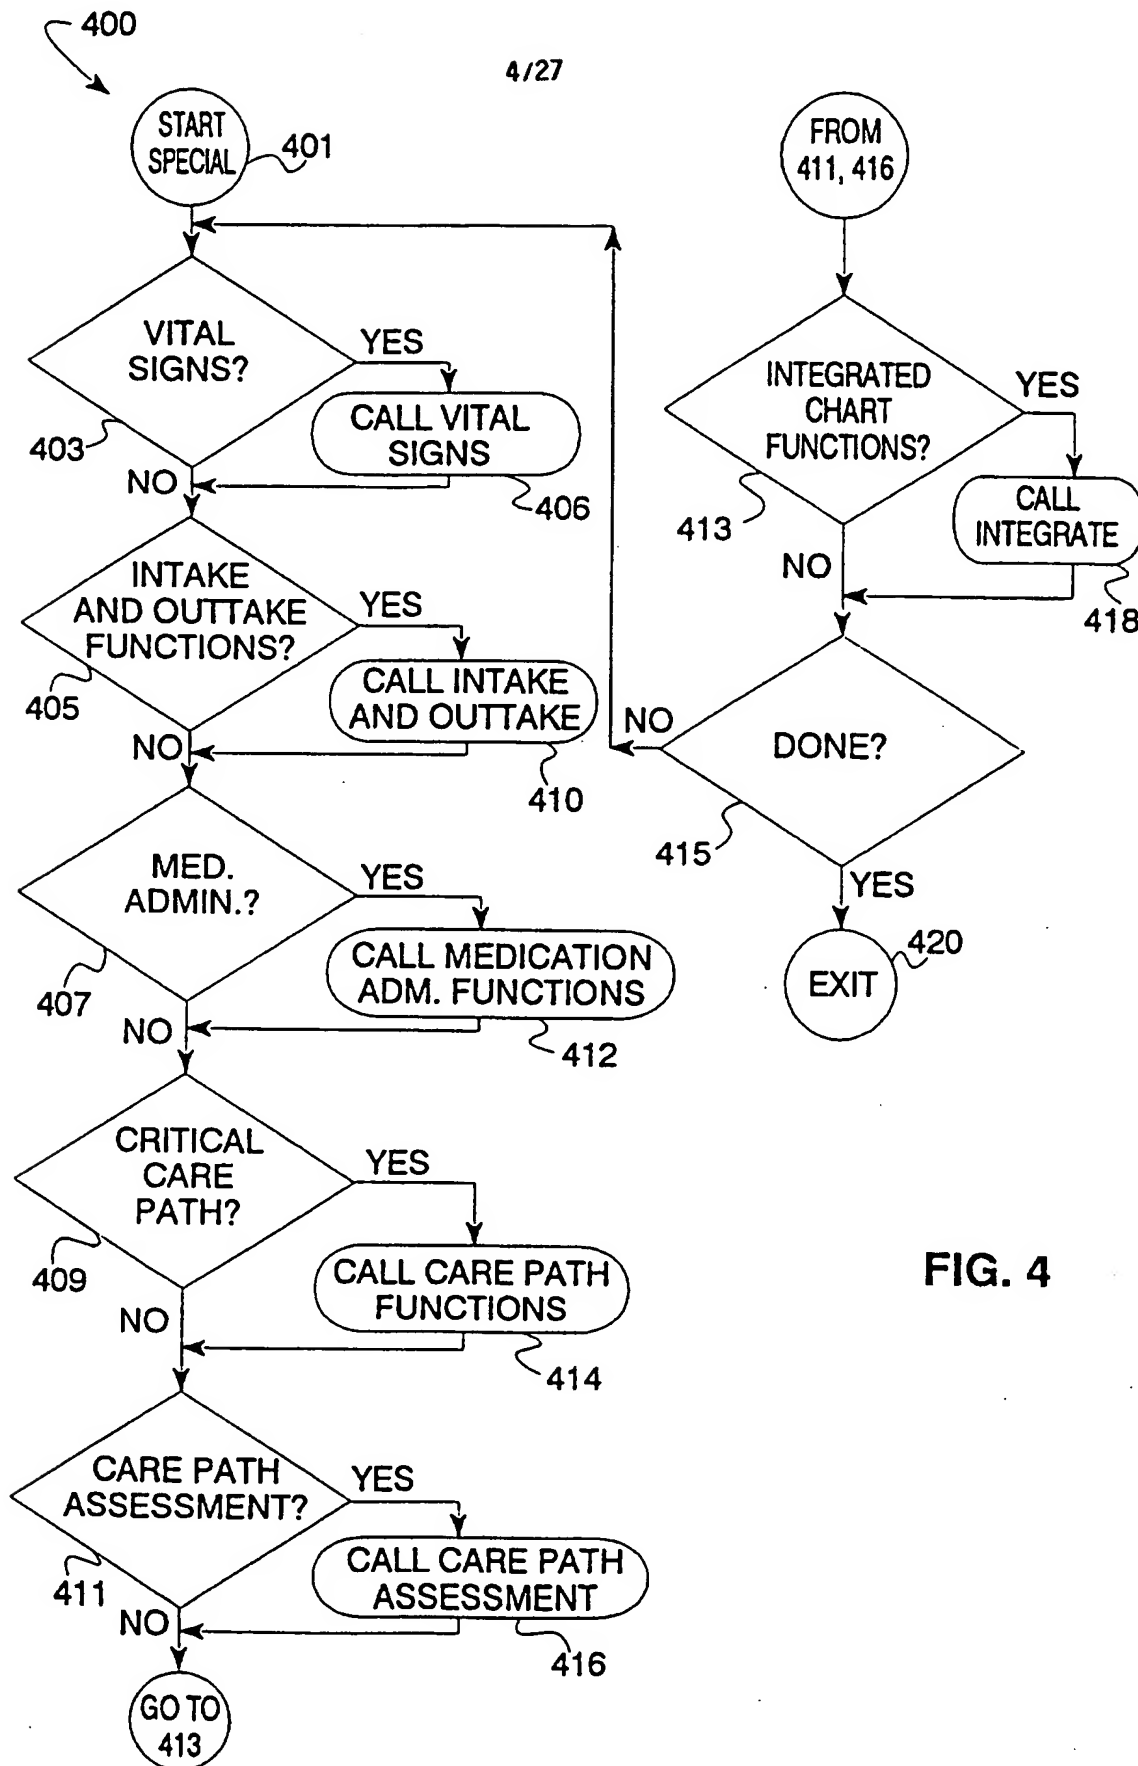 400
4/27
START
SPECIAL
401
VITAL
SIGNS?
YES
403
CALL VITAL
SIGNS
NO
406
INTAKE
AND OUTTAKE
FUNCTIONS?
YES
405
CALL INTAKE
AND OUTTAKE
NO
410
MED.
ADMIN.?
YES
407
CALL MEDICATION
ADM. FUNCTIONS
NO
412
CRITICAL
CARE
PATH?
YES
409
CALL CARE PATH
FUNCTIONS
NO
414
CARE PATH
ASSESSMENT?
YES
411
CALL CARE PATH
ASSESSMENT
NO
416
GO TO
413
FROM
411, 416
INTEGRATED
CHART
FUNCTIONS?
YES
413
CALL
INTEGRATE
NO
418
DONE?
NO
415
YES
EXIT
420
FIG. 4